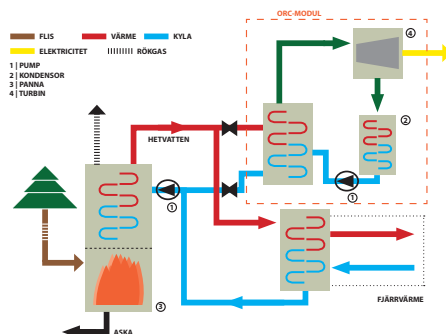 ORC-MODUL
FLIS
VÄRME
KYLA
ELEKTRICITET
RÖKGAS
1 | PUMP
2 | KONDENSOR
3 | PANNA
4 | TURBIN
4
HETVATTEN
2
1
1
3
FJÄRRVÄRME
ASKA